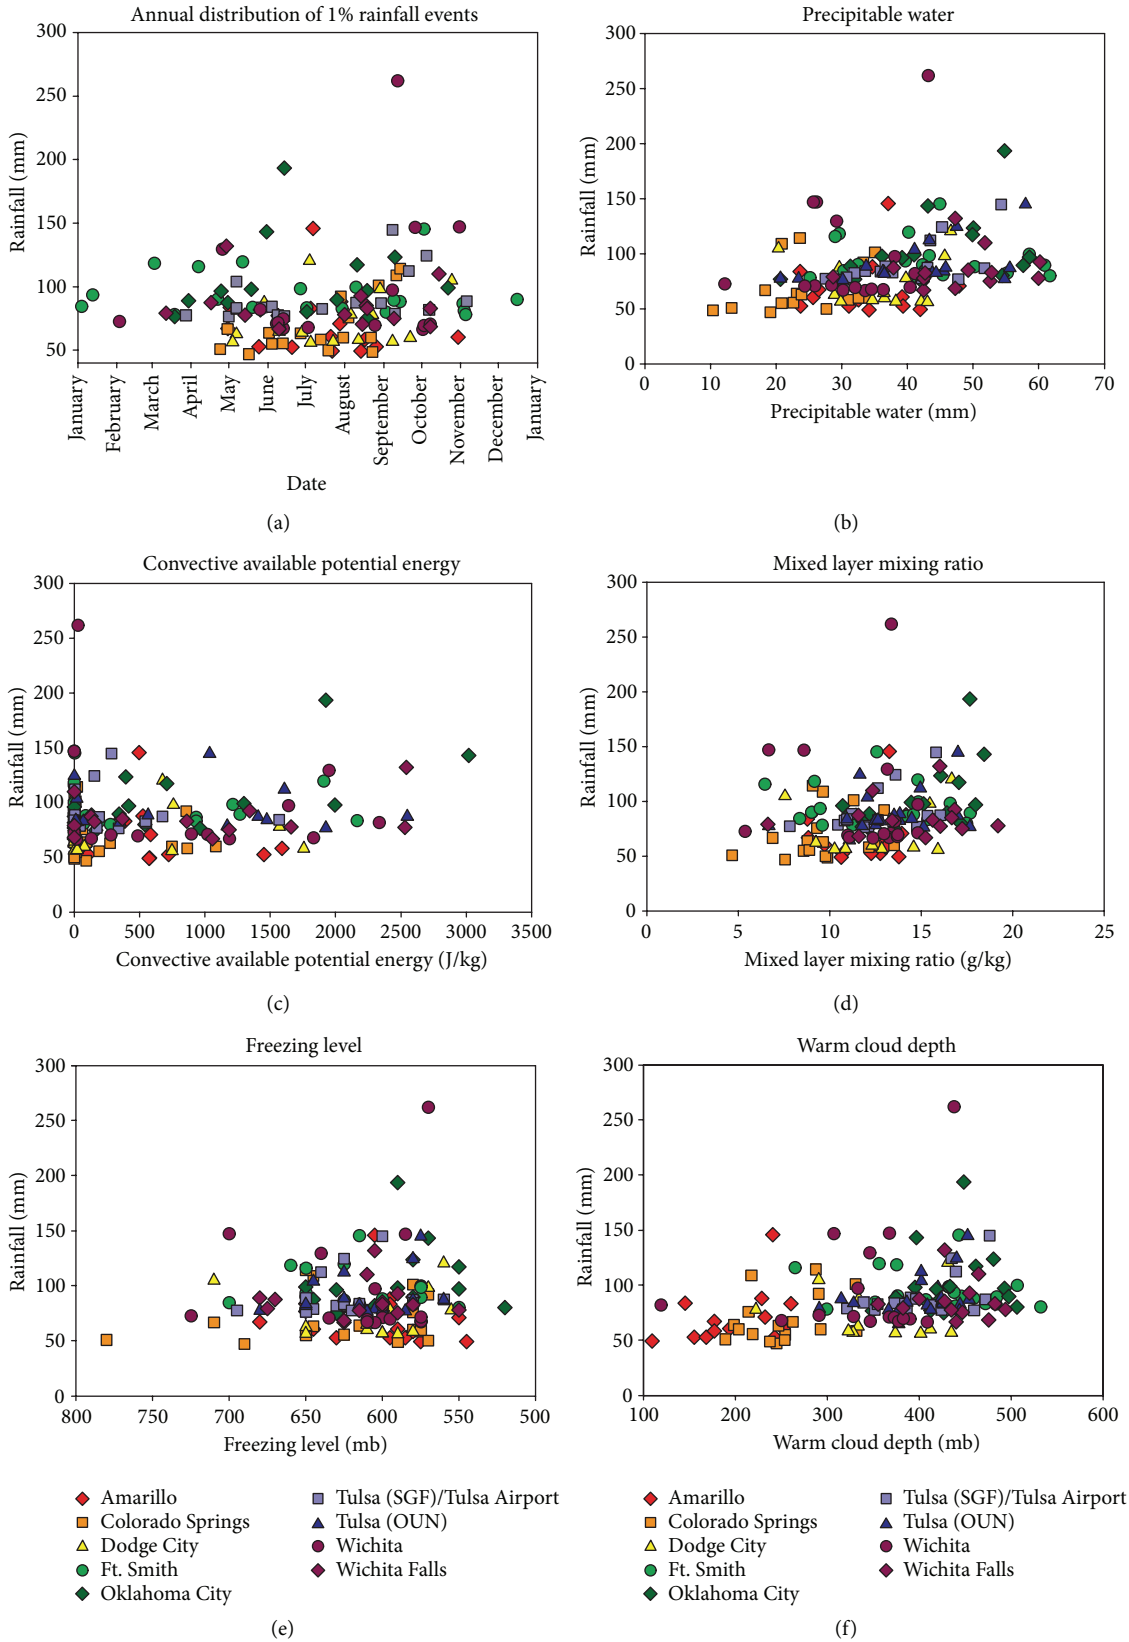 Annual distribution of 1% rainfall events
300
250
200
150
100
50
Rainfall (mm)
January
February
March
April
May
June
July
August
September
October
November
December
January
Date
(a)
Precipitable water
300
250
200
150
100
50
0
Rainfall (mm)
0 10 20 30 40 50 60 70
Precipitable water (mm)
(b)
Convective available potential energy
300
250
200
150
100
50
0
Rainfall (mm)
0 500 1000 1500 2000 2500 3000 3500
Convective available potential energy (J/kg)
(c)
Mixed layer mixing ratio
300
250
200
150
100
50
0
Rainfall (mm)
0 5 10 15 20 25
Mixed layer mixing ratio (g/kg)
(d)
Freezing level
300
250
200
150
100
50
0
Rainfall (mm)
800 750 700 650 600 550 500
Freezing level (mb)
Amarillo
Colorado Springs
Dodge City
Ft. Smith
Oklahoma City
Tulsa (SGF)/Tulsa Airport
Tulsa (OUN)
Wichita
Wichita Falls
(e)
Warm cloud depth
300
250
200
150
100
50
0
Rainfall (mm)
100 200 300 400 500 600
Warm cloud depth (mb)
Amarillo
Colorado Springs
Dodge City
Ft. Smith
Oklahoma City
Tulsa (SGF)/Tulsa Airport
Tulsa (OUN)
Wichita
Wichita Falls
(f)